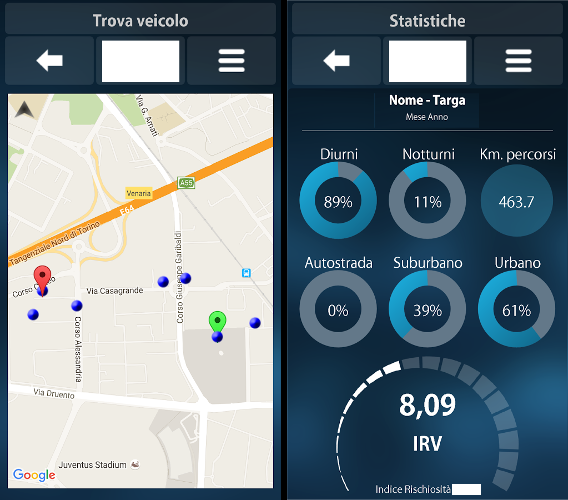 Trova veicolo
Via G. Amati
A55
Venaria
E64
Tangenziale Nord di Torino
Corso Giuseppe Garibaldi
Via Casagrande
Corso Alessandria
Via Druento
Juventus Stadium
Google
Statistiche
Nome - Targa
Mese Anno
Diurni
Notturni
Km. percorsi
89%
11%
463.7
Autostrada
Suburbano
Urbano
0%
39%
61%
8,09
IRV
Indice Rischiosità